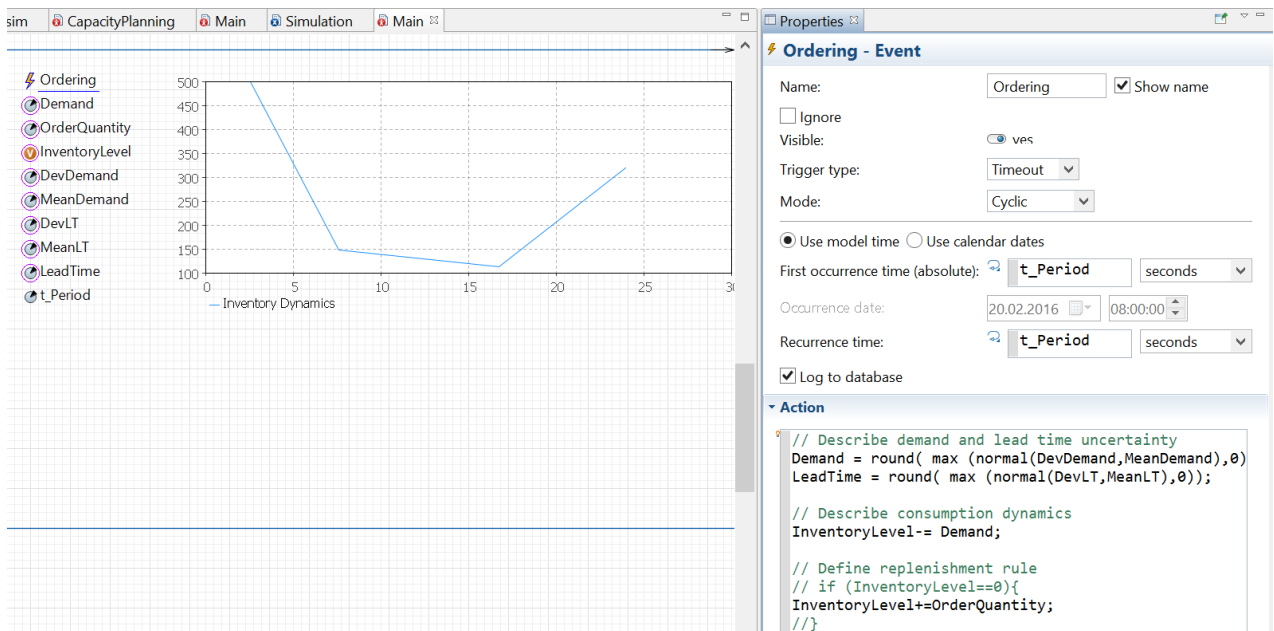 sim CapacityPlanning Main Simulation Main
Ordering
Demand
OrderQuantity
InventoryLevel
DevDemand
MeanDemand
DevLT
MeanLT
LeadTime
t_Period
500
450
400
350
300
250
200
150
100
0 5 10 15 20 25 30
Inventory Dynamics
Properties
Ordering - Event
Name: Ordering Show name
Ignore
Visible: yes
Trigger type: Timeout
Mode: Cyclic
Use model time Use calendar dates
First occurrence time (absolute): t_Period seconds
Occurrence date: 20.02.2016 08:00:00
Recurrence time: t_Period seconds
Log to database
Action
// Describe demand and lead time uncertainty
Demand = round( max (normal(DevDemand,MeanDemand),0)
LeadTime = round( max (normal(DevLT,MeanLT),0));
// Describe consumption dynamics
InventoryLevel-= Demand;
// Define replenishment rule
// if (InventoryLevel==0){
InventoryLevel+=OrderQuantity;
//}